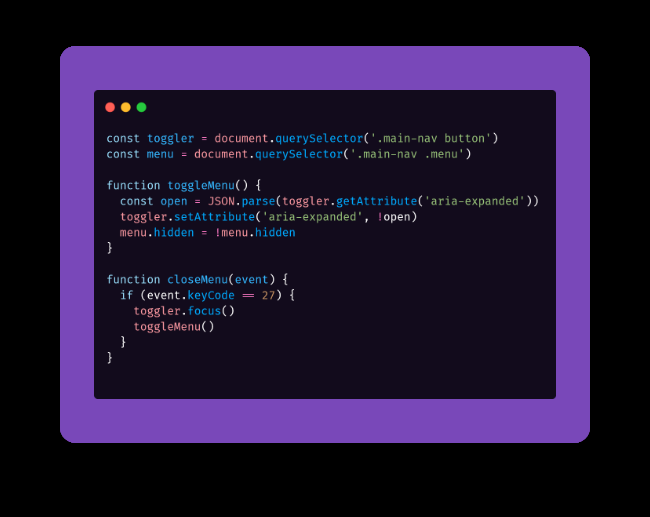 const toggler = document.querySelector('.main-nav button')
const menu = document.querySelector('.main-nav .menu')

function toggleMenu() {
  const open = JSON.parse(toggler.getAttribute('aria-expanded'))
  toggler.setAttribute('aria-expanded', !open)
  menu.hidden = !menu.hidden
}

function closeMenu(event) {
  if (event.keyCode == 27) {
    toggler.focus()
    toggleMenu()
  }
}